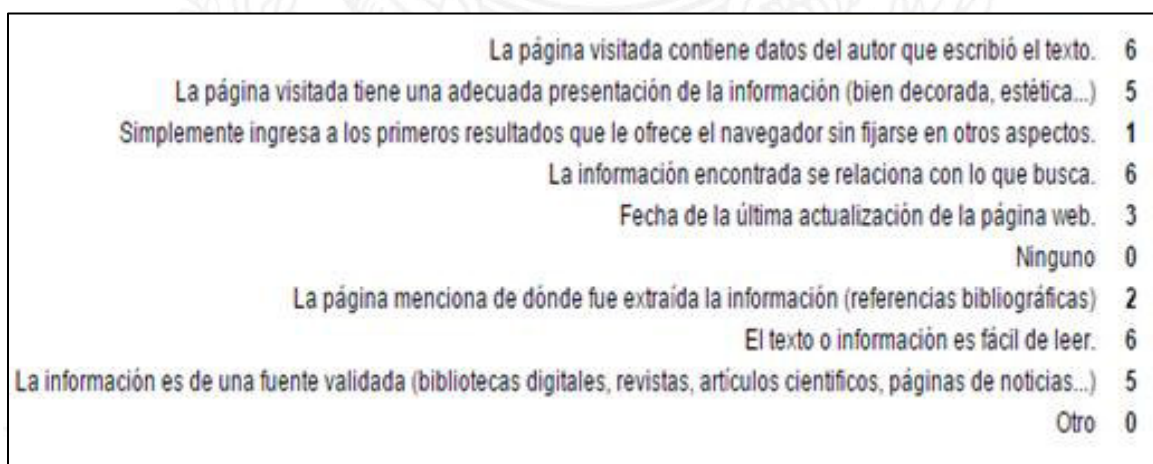 La página visitada contiene datos del autor que escribió el texto. 6
La página visitada tiene una adecuada presentación de la información (bien decorada, estética...) 5
Simplemente ingresa a los primeros resultados que le ofrece el navegador sin fijarse en otros aspectos. 1
La información encontrada se relaciona con lo que busca. 6
Fecha de la última actualización de la página web. 3
Ninguno 0
La página menciona de dónde fue extraída la información (referencias bibliográficas) 2
El texto o información es fácil de leer. 6
La información es de una fuente validada (bibliotecas digitales, revistas, artículos científicos, páginas de noticias...) 5
Otro 0